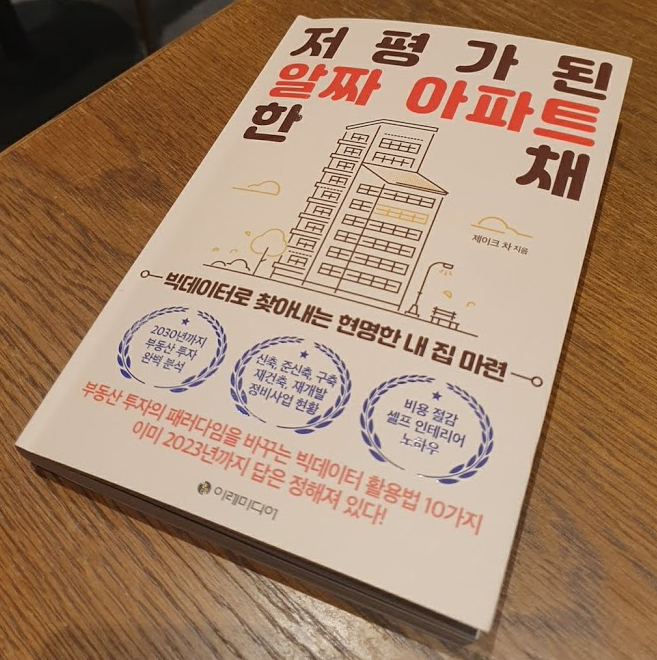 저평가된
알짜 아파트
한 채
제이크 차 지음
빅데이터로 찾아내는 현명한 내 집 마련
2030년까지
부동산 투자
완벽 분석
신축, 준신축, 구축
재건축, 재개발
정비사업 현황
비용 절감
셀프 인테리어
노하우
부동산 투자의 패러다임을 바꾸는 빅데이터 활용법 10가지
이미 2023년까지 답은 정해져 있다!
이레미디어